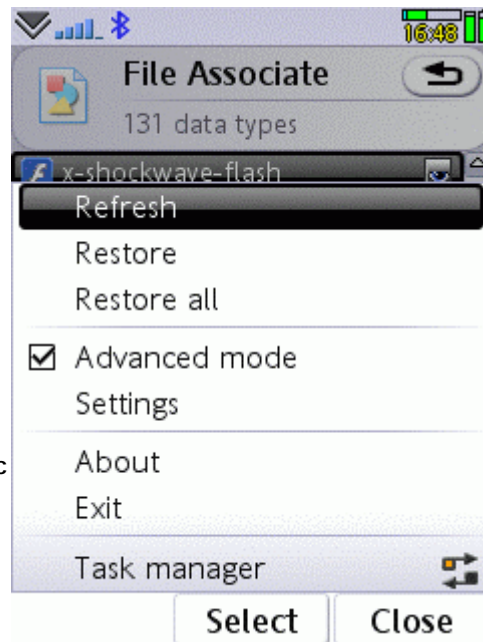 16:48
File Associate
131 data types
x-shockwave-flash
Refresh
Restore
Restore all
Advanced mode
Settings
c
About
Exit
Task manager
Select Close